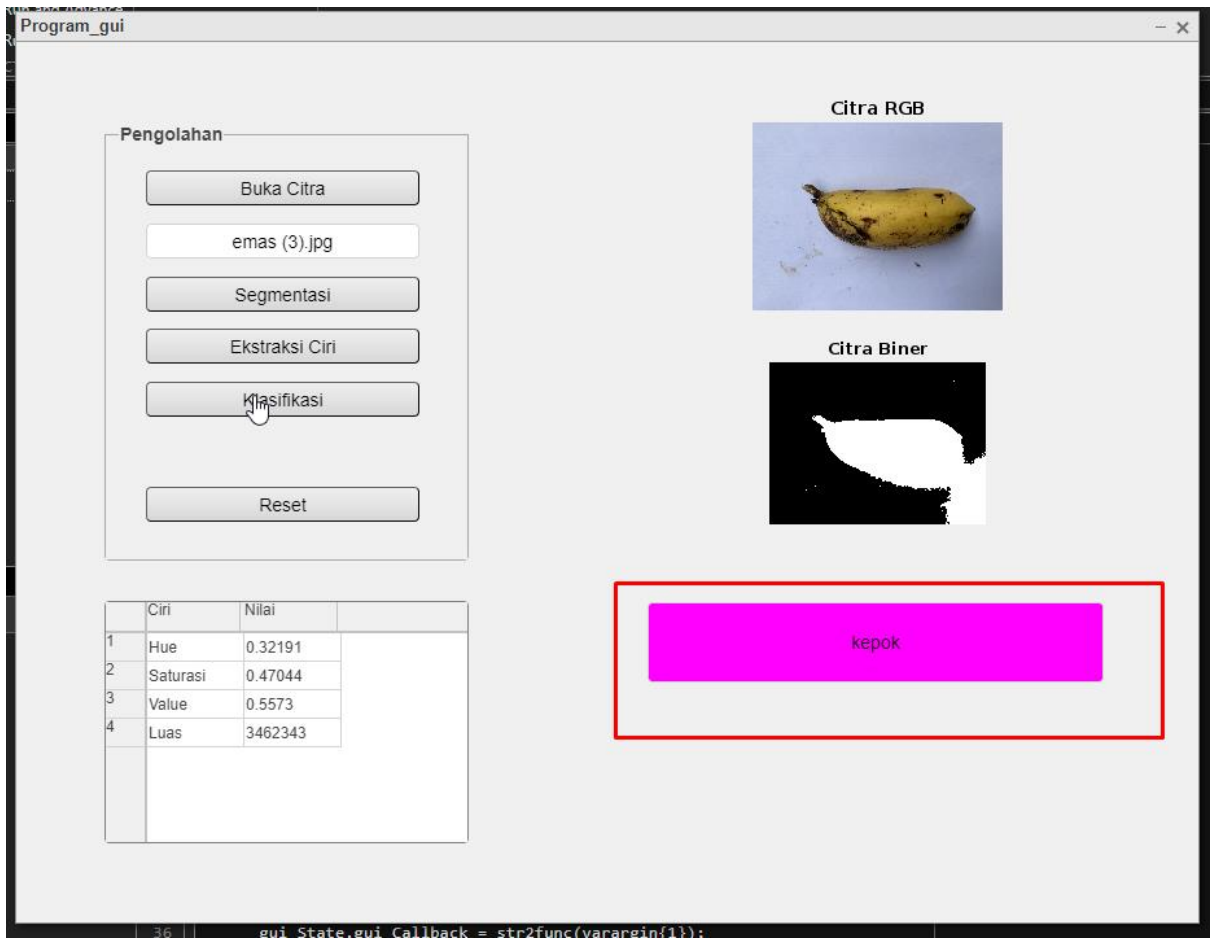 Program_gui
Pengolahan
Buka Citra
emas (3).jpg
Segmentasi
Ekstraksi Ciri
Klasifikasi
Reset
Citra RGB
Citra Biner
Ciri Nilai
1 Hue 0.32191
2 Saturasi 0.47044
3 Value 0.5573
4 Luas 3462343
kepok
36 gui_State.gui_Callback = str2func(varargin{1});